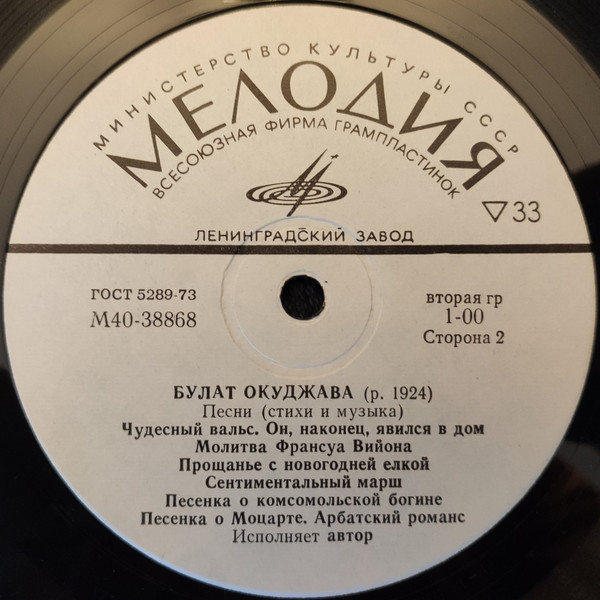 МИНИСТЕРСТВО КУЛЬТУРЫ СССР
МЕЛОДИЯ
ВСЕСОЮЗНАЯ ФИРМА ГРАМПЛАСТИНОК
▽33
ЛЕНИНГРАДСКИЙ ЗАВОД
ГОСТ 5289-73
М40-38868
вторая гр
1-00
Сторона 2
БУЛАТ ОКУДЖАВА (р. 1924)
Песни (стихи и музыка)
Чудесный вальс. Он, наконец, явился в дом
Молитва Франсуа Вийона
Прощанье с новогодней елкой
Сентиментальный марш
Песенка о комсомольской богине
Песенка о Моцарте. Арбатский романс
Исполняет автор